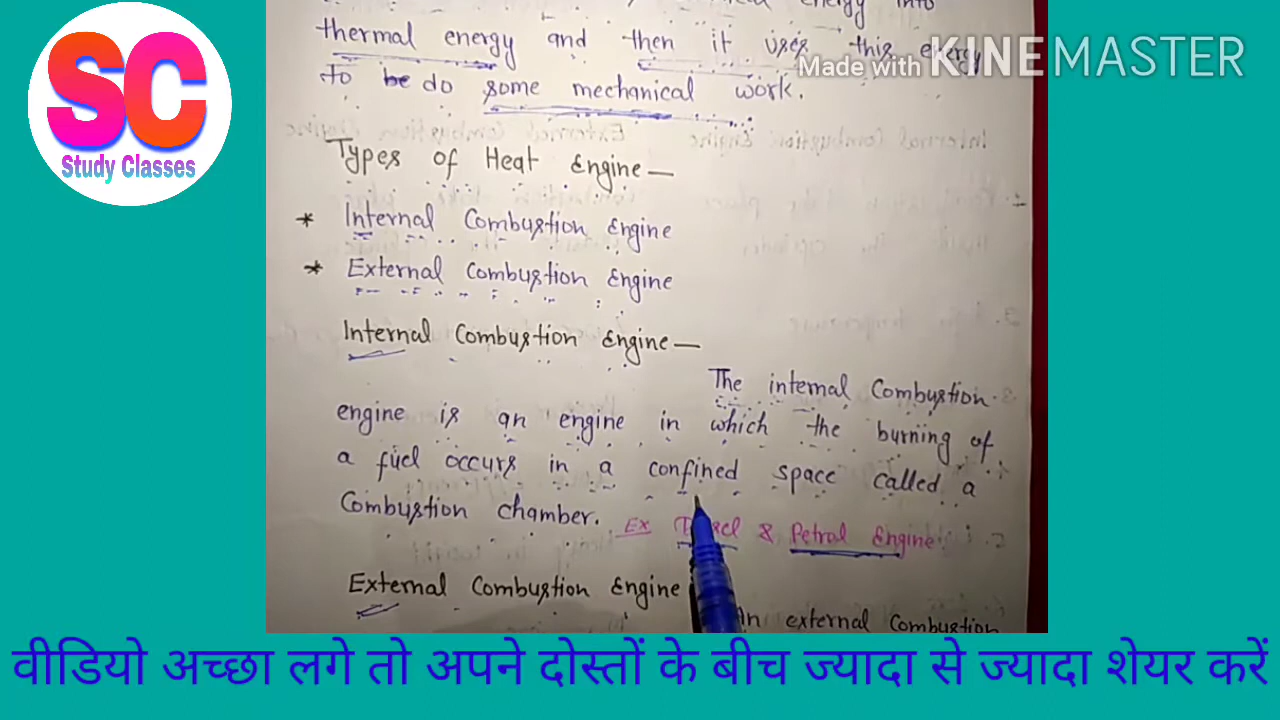 SC
Study Classes
Made with KINEMASTER
energy into
thermal energy and then it uses this energy
to be do some mechanical work.
Types of Heat Engine—
* Internal Combustion Engine
* External Combustion Engine
Internal Combustion Engine—
The internal Combustion
engine is an engine in which the burning of
a fuel occurs in a confined space called a
Combustion chamber.
Ex & Petrol Engine
External Combustion Engine
An external Combustion
वीडियो अच्छा लगे तो अपने दोस्तों के बीच ज्यादा से ज्यादा शेयर करें